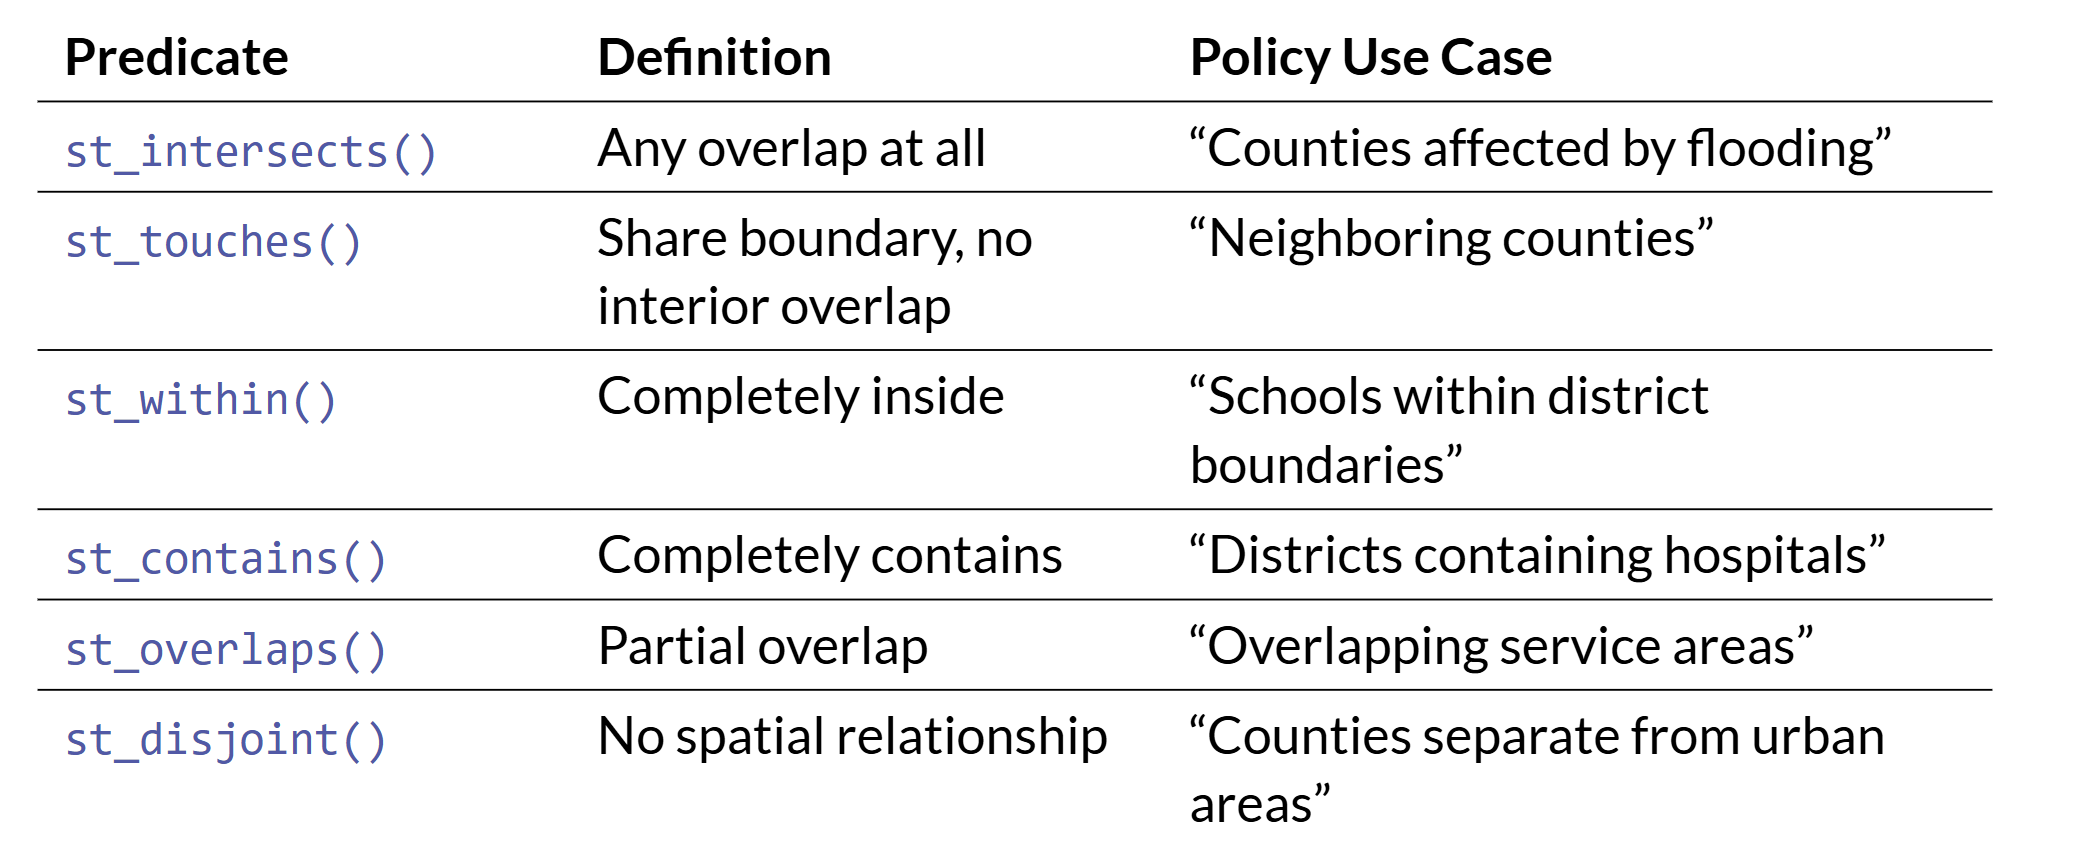 Predicate Definition Policy Use Case
st_intersects() Any overlap at all “Counties affected by flooding”
st_touches() Share boundary, no “Neighboring counties”
interior overlap
st_within() Completely inside “Schools within district
boundaries”
st_contains() Completely contains “Districts containing hospitals”
st_overlaps() Partial overlap “Overlapping service areas”
st_disjoint() No spatial relationship “Counties separate from urban
areas”